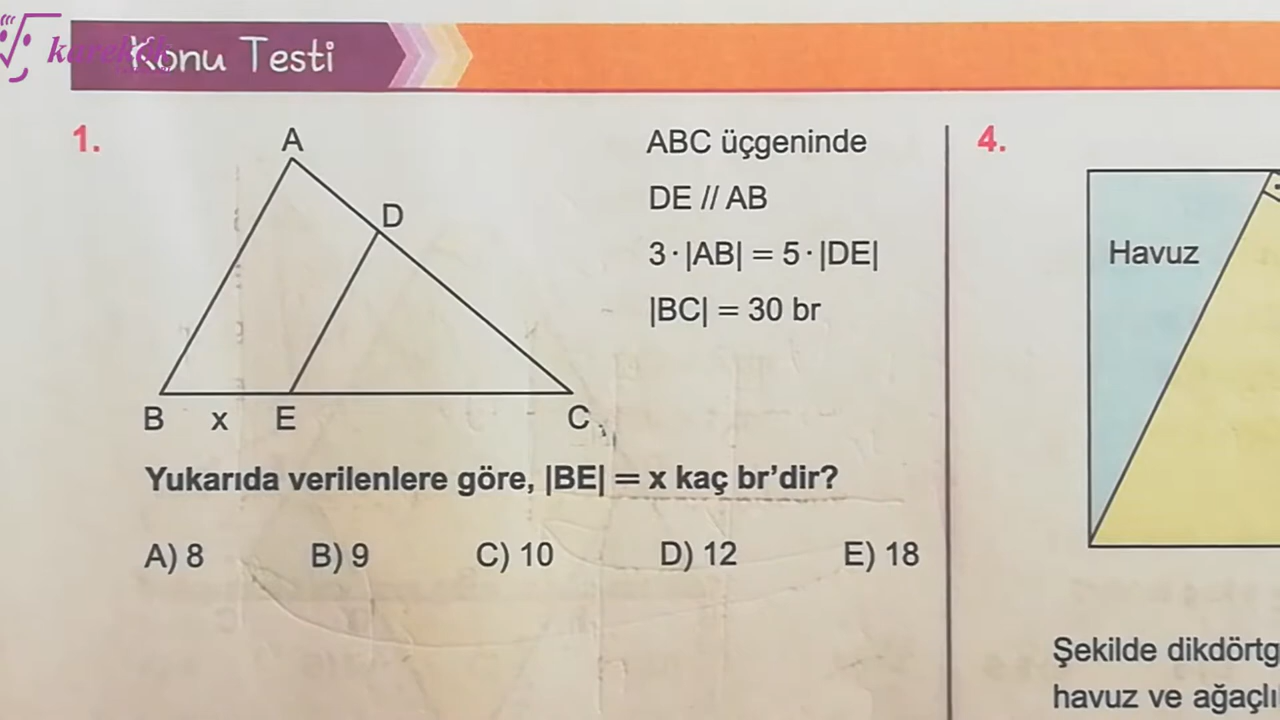 karekök
Konu Testi
1.
A
D
B x E C
ABC üçgeninde
DE // AB
3·|AB| = 5·|DE|
|BC| = 30 br
Yukarıda verilenlere göre, |BE| = x kaç br'dir?
A) 8 B) 9 C) 10 D) 12 E) 18
4.
Havuz
Şekilde dikdörtg
havuz ve ağaçlı